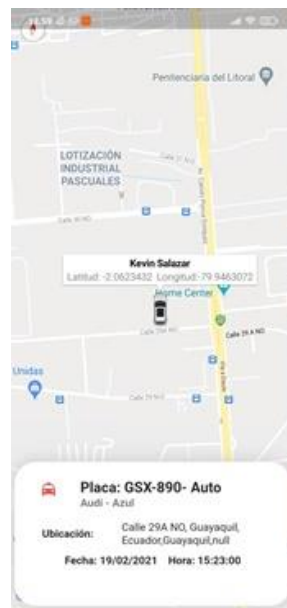 Penitenciaria del Litoral
LOTIZACIÓN
INDUSTRIAL
PASCUALES
Kevin Salazar
Latitud: -2.0623432 Longitud:-79.9463072
Home Center
Calle 29 A NO
Unidas
Placa: GSX-890- Auto
Audi - Azul
Ubicación:
Calle 29A NO, Guayaquil,
Ecuador,Guayaquil,null
Fecha: 19/02/2021 Hora: 15:23:00